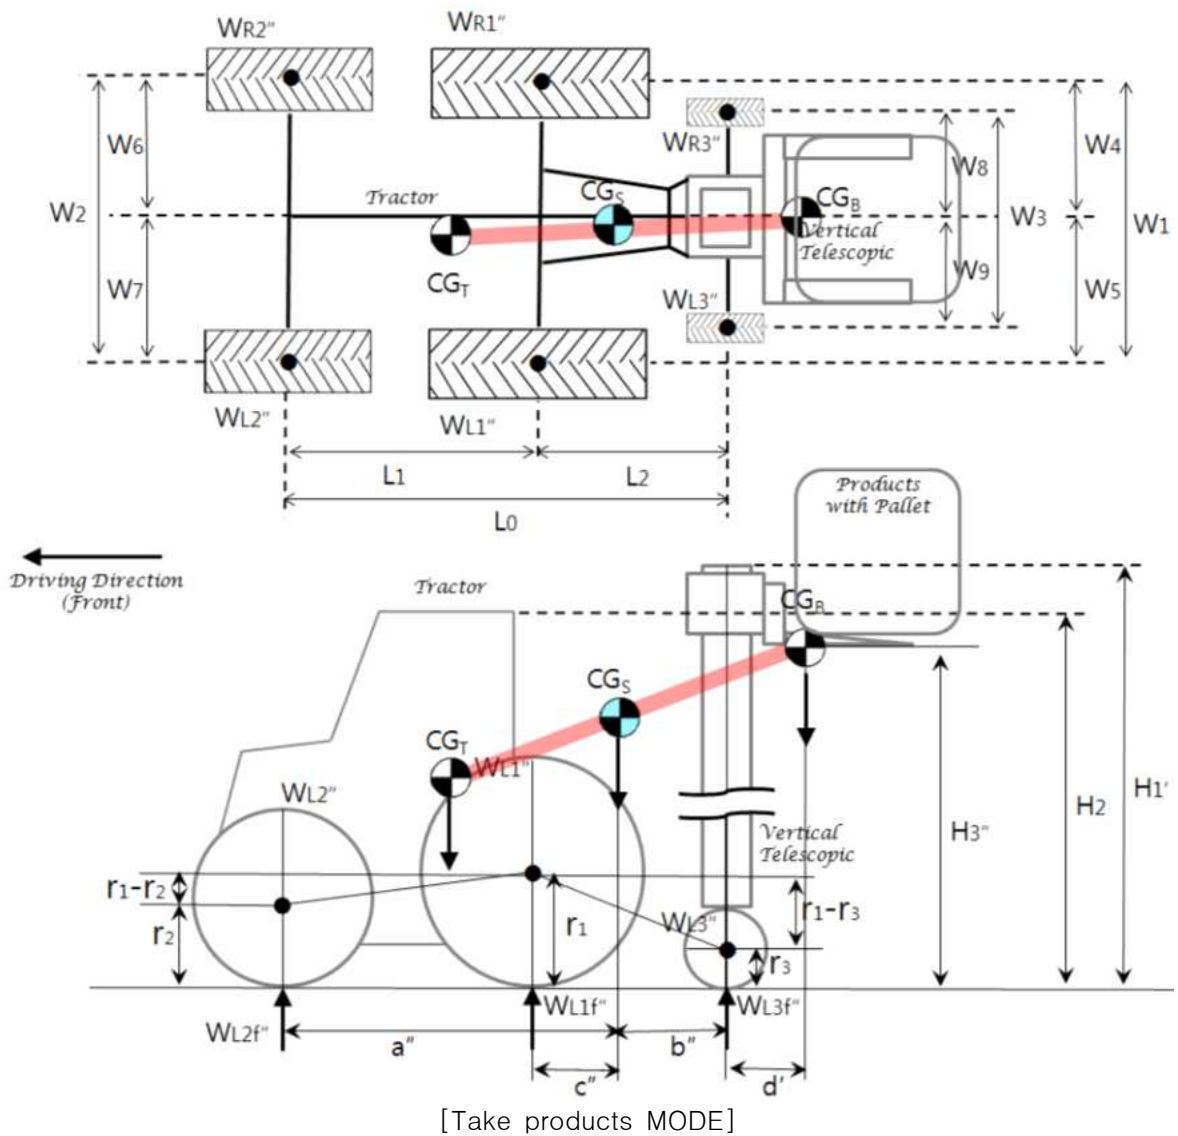 WR2″
WR1″
W6
W2
W7
Tractor
CGS
CGT
WR3″
CGB
Vertical
Telescopic
W8
W4
W3
W1
W9
W5
WL3″
WL2″
WL1″
L1
L2
L0
Driving Direction
(Front)
Tractor
Products
with Pallet
CGB
CGS
CGT
WL1″
WL2″
H1′
H2
H3″
Vertical
Telescopic
r1-r2
r2
r1
WL3″
r1-r3
r3
WL2f″
WL1f″
WL3f″
a″
b″
c″
d′
[Take products MODE]